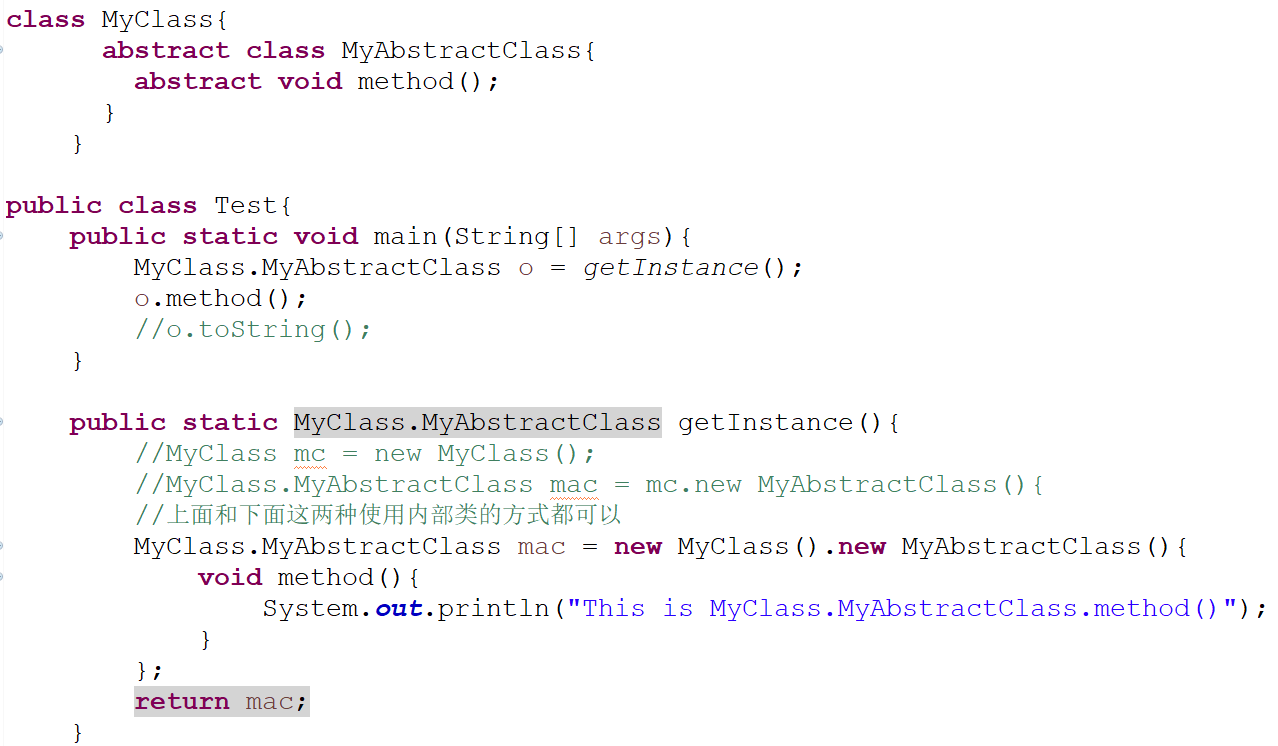 class MyClass{
abstract class MyAbstractClass{
abstract void method();
}
}
public class Test{
public static void main(String[] args){
MyClass.MyAbstractClass o = getInstance();
o.method();
//o.toString();
}
public static MyClass.MyAbstractClass getInstance(){
//MyClass mc = new MyClass();
//MyClass.MyAbstractClass mac = mc.new MyAbstractClass(){
//上面和下面这两种使用内部类的方式都可以
MyClass.MyAbstractClass mac = new MyClass().new MyAbstractClass(){
void method(){
System.out.println("This is MyClass.MyAbstractClass.method()");
}
};
return mac;
}